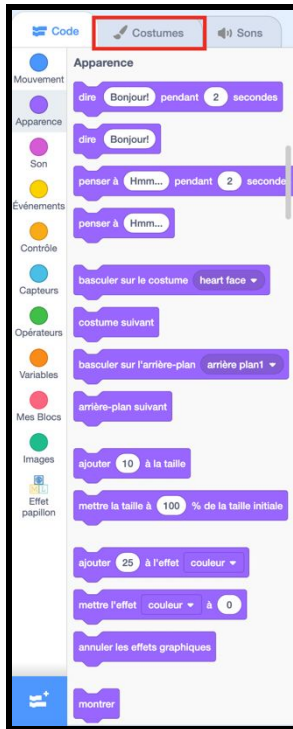 Code
Costumes
Sons
Mouvement
Apparence
Son
Événements
Contrôle
Capteurs
Opérateurs
Variables
Mes Blocs
Images
Effet
papillon
Apparence
dire Bonjour! pendant 2 secondes
dire Bonjour!
penser à Hmm... pendant 2 seconde
penser à Hmm...
basculer sur le costume heart face
costume suivant
basculer sur l'arrière-plan arrière plan1
arrière-plan suivant
ajouter 10 à la taille
mettre la taille à 100 % de la taille initiale
ajouter 25 à l'effet couleur
mettre l'effet couleur à 0
annuler les effets graphiques
montrer